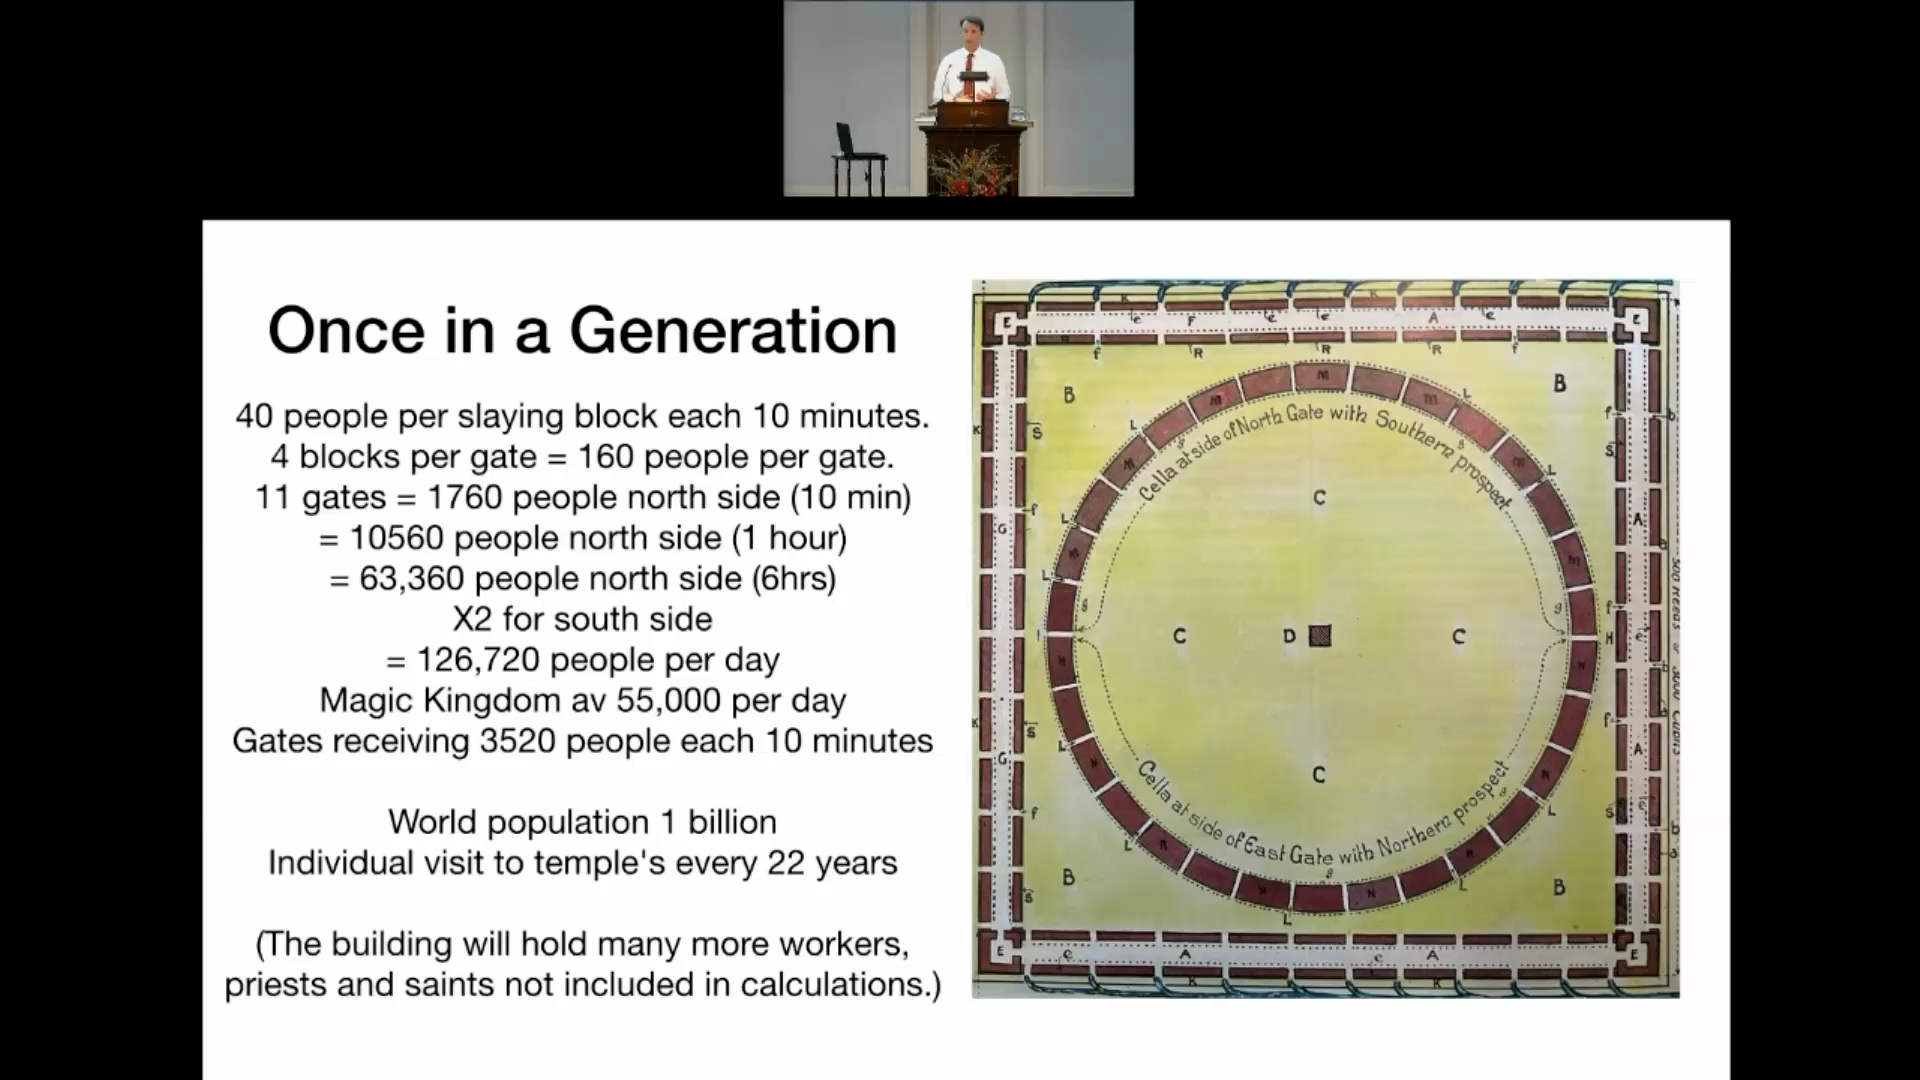 Once in a Generation
40 people per slaying block each 10 minutes.
4 blocks per gate = 160 people per gate.
11 gates = 1760 people north side (10 min)
= 10560 people north side (1 hour)
= 63,360 people north side (6hrs)
X2 for south side
= 126,720 people per day
Magic Kingdom av 55,000 per day
Gates receiving 3520 people each 10 minutes
World population 1 billion
Individual visit to temple's every 22 years
(The building will hold many more workers,
priests and saints not included in calculations.)
E F A E
R R R
B B
Cella at side of North Gate with Southern prospect
C
C D C
C
Cella at side of East Gate with Northern prospect
B B
E A A E